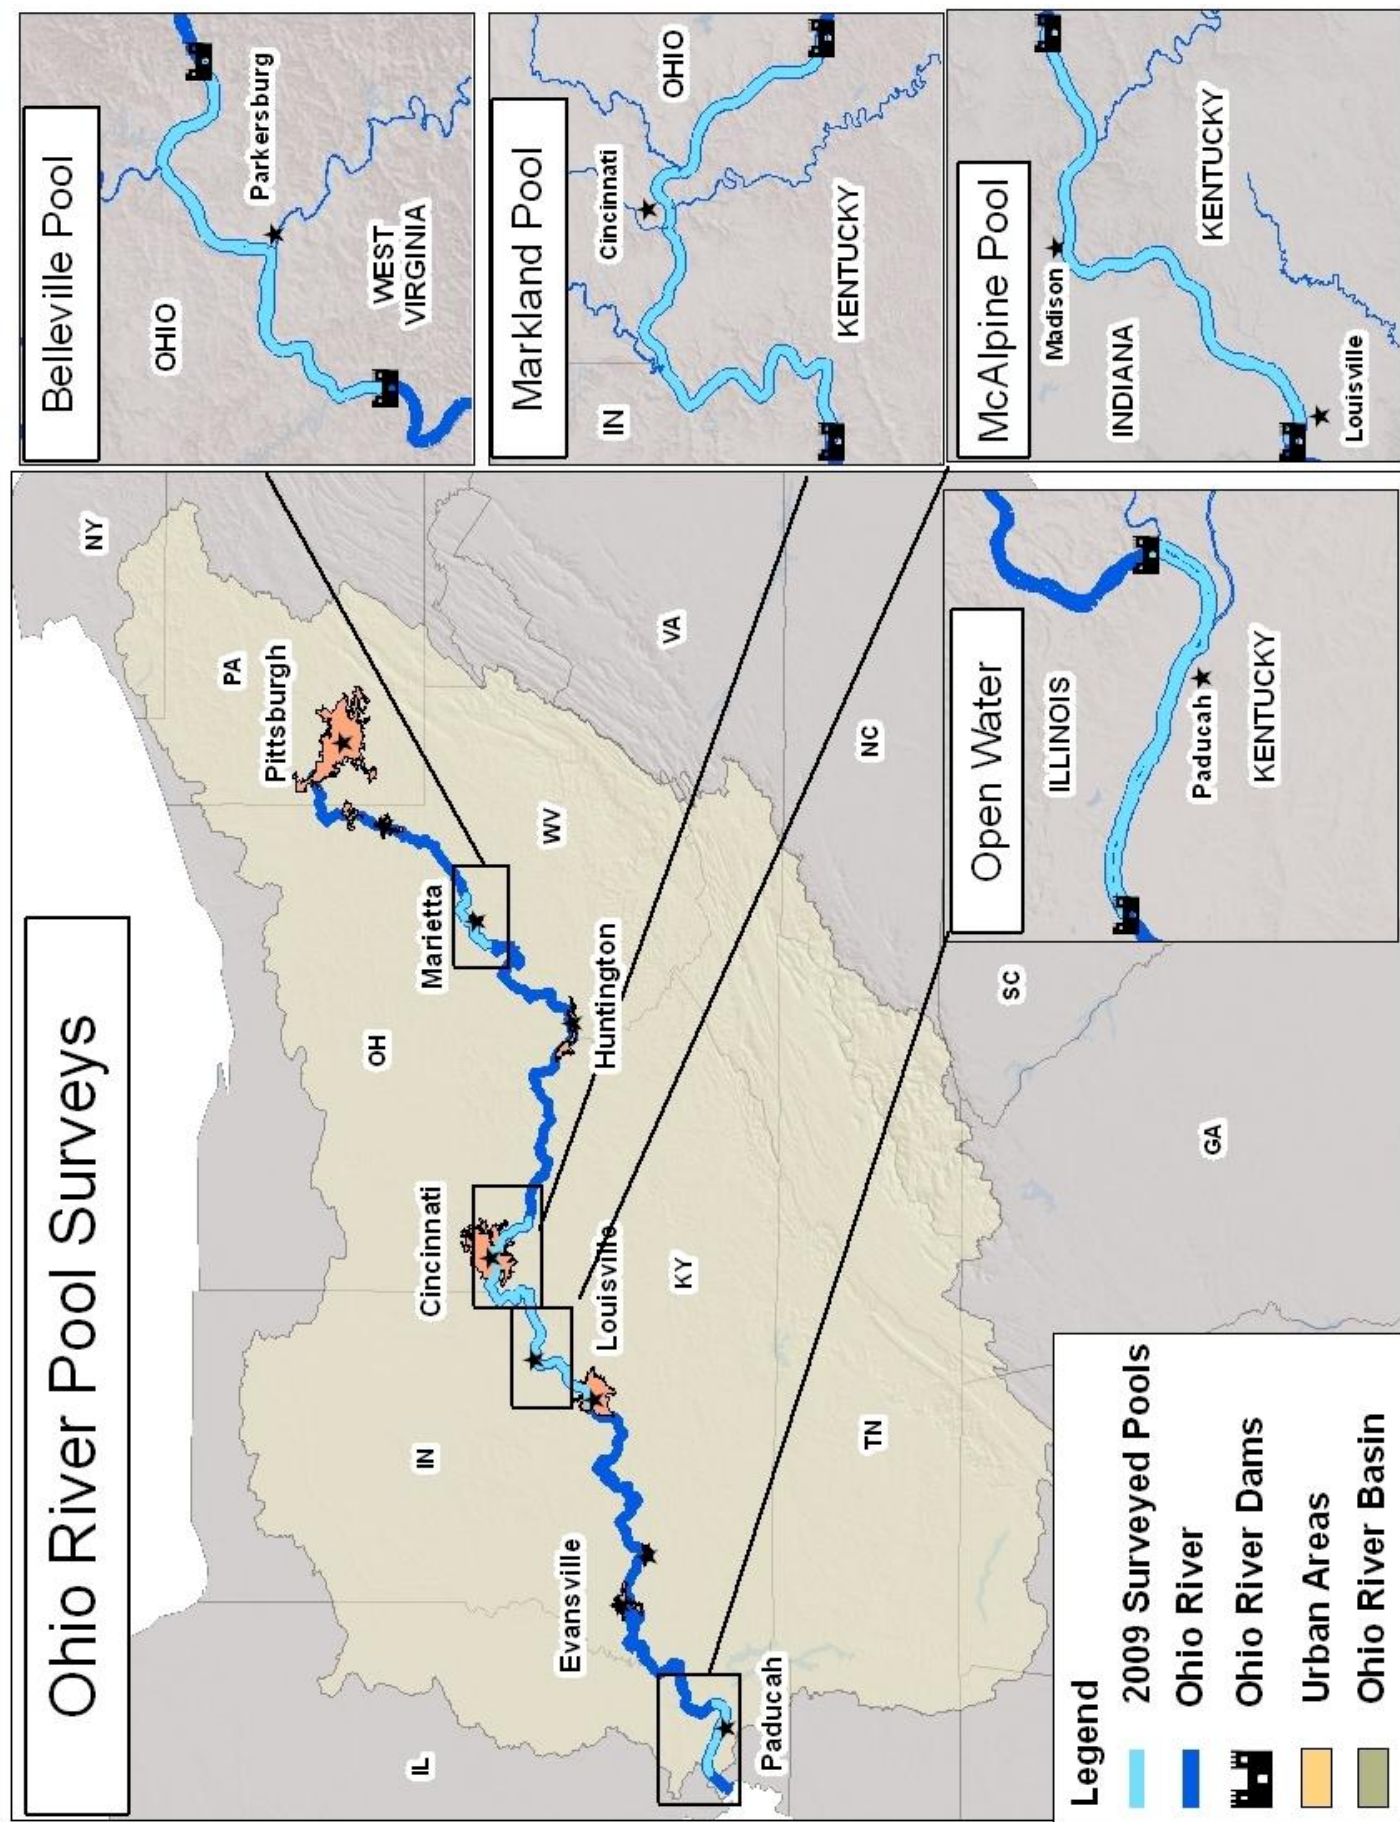 Ohio River Pool Surveys
NY
PA
Pittsburgh
Marietta
OH
WV
VA
Huntington
Cincinnati
Louisville
KY
NC
IN
Evansville
TN
SC
GA
IL
Paducah
Belleville Pool
OHIO
Parkersburg
WEST
VIRGINIA
Markland Pool
OHIO
Cincinnati
IN
KENTUCKY
McAlpine Pool
Madison
INDIANA
KENTUCKY
Louisville
Open Water
ILLINOIS
Paducah
KENTUCKY
Legend
2009 Surveyed Pools
Ohio River
Ohio River Dams
Urban Areas
Ohio River Basin